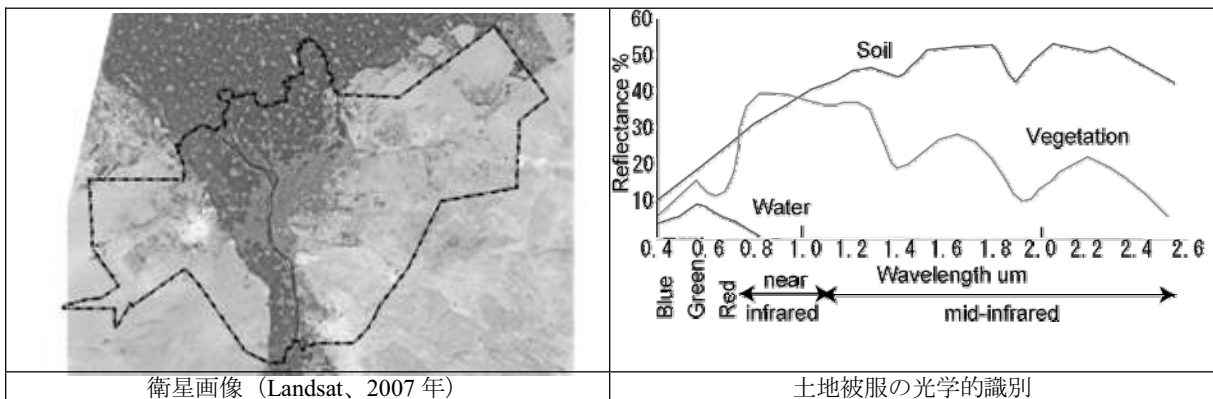 60
50
40
30
20
10
Reflectance %
Soil
Vegetation
Water
0.4 0.6 0.8 1.0 1.2 1.4 1.6 1.8 2.0 2.2 2.4 2.6
Wavelength um
Blue
Green
Red
near
infrared
mid-infrared
衛星画像(Landsat、2007 年)
土地被服の光学的識別